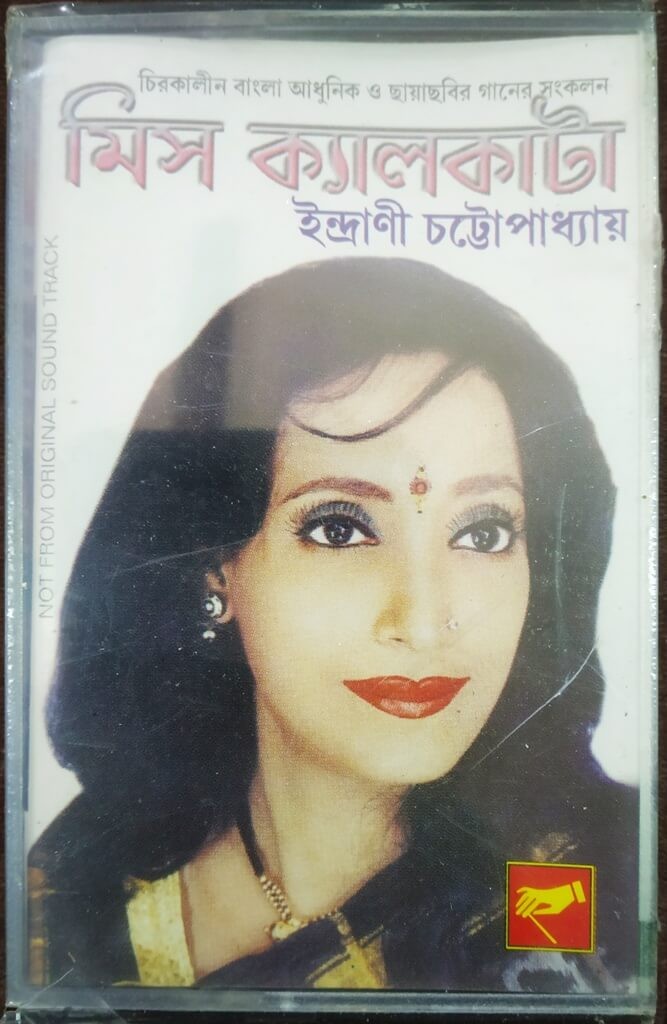 চিরকালীন বাংলা আধুনিক ও ছায়াছবির গানের সংকলন
মিস ক্যালকাটা
ইন্দ্রাণী চট্টোপাধ্যায়
NOT FROM ORIGINAL SOUND TRACK